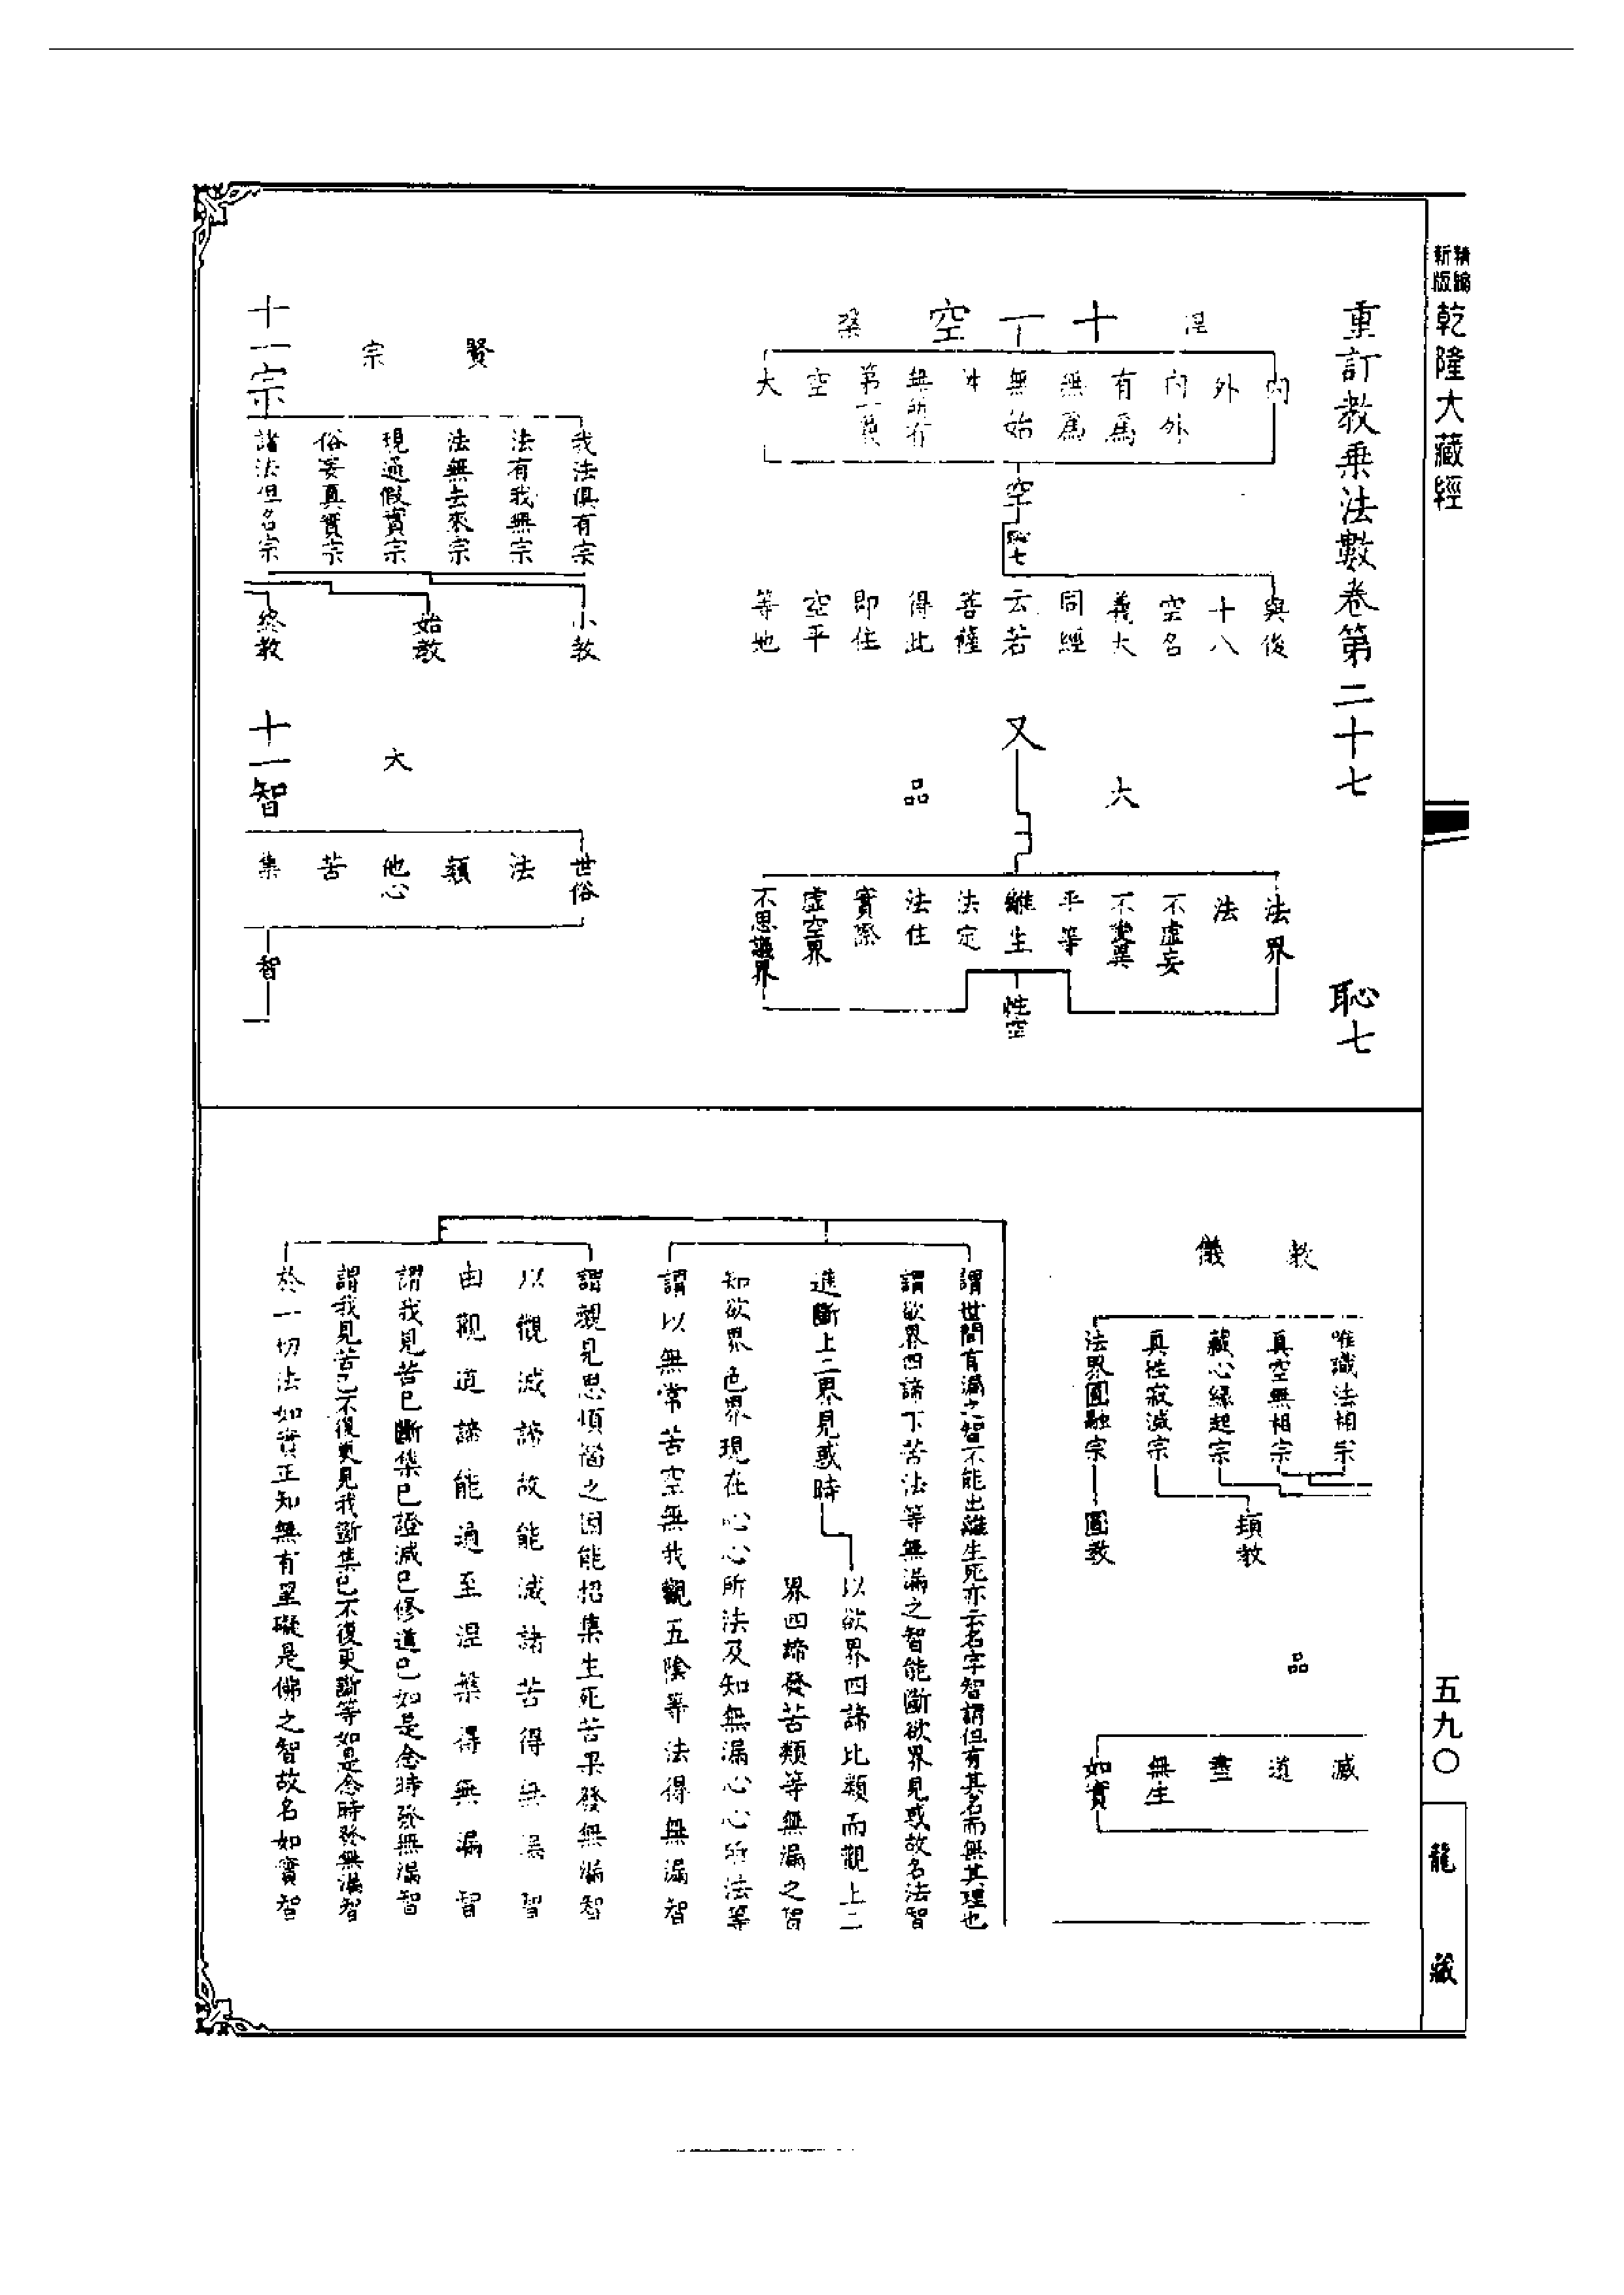 新編
精版
乾隆大藏經
重訂教乗法數卷第二十七
恥七
涅 十一空 槃
内
外
内外
有爲
無爲
無始
性
無所有
第一義
空
大
空
恥七
與後
十八
空名
義大
同經
云若
菩薩
得此
即住
空平
等地
又
大品
法界
法
不虛妄
不變異
平等
離生
法定
法住
實際
虛空界
不思議界
性空
十一宗
賢宗
我法俱有宗
法有我無宗
法無去來宗
現通假實宗
俗妄真實宗
諸法但名宗
小教
始教
終教
十一智
大
世俗
法
類
他心
苦
集
智
教儀
唯識法相宗
真空無相宗
藏心緣起宗
真性寂滅宗
法界圓融宗
頓教
圓教
品
滅
道
盡
無生
如實
謂世間有漏之智不能出離生死亦云名字智謂但有其名而無其理也
謂欲界四諦下苦法等無漏之智能斷欲界見或故名法智
進斷上二界見或時
以欲界四諦比類而觀上二
界四諦發苦類等無漏之智
知欲界色界現在心心所法及知無漏心心所法等
謂以無常苦空無我觀五陰等法得無漏智
謂觀見思煩惱之因能招集生死苦果發無漏智
以觀滅諦故能滅諸苦得無漏智
由觀道諦能通至涅槃得無漏智
謂我見苦已斷集已證滅已修道已如是念時發無漏智
謂我見苦已不復更見我斷集已不復更斷等如是念時發無漏智
於一切法如實正知無有罣礙是佛之智故名如實智
五九〇
龍藏